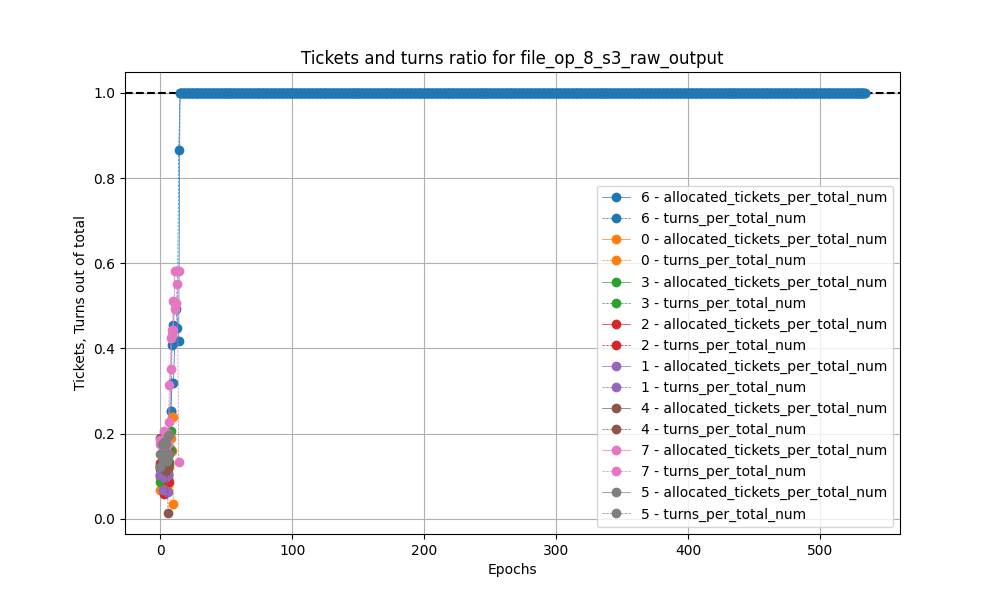 Tickets and turns ratio for file_op_8_s3_raw_output
Tickets, Turns out of total
1.0
0.8
0.6
0.4
0.2
0.0
6 - allocated_tickets_per_total_num
6 - turns_per_total_num
0 - allocated_tickets_per_total_num
0 - turns_per_total_num
3 - allocated_tickets_per_total_num
3 - turns_per_total_num
2 - allocated_tickets_per_total_num
2 - turns_per_total_num
1 - allocated_tickets_per_total_num
1 - turns_per_total_num
4 - allocated_tickets_per_total_num
4 - turns_per_total_num
7 - allocated_tickets_per_total_num
7 - turns_per_total_num
5 - allocated_tickets_per_total_num
5 - turns_per_total_num
0 100 200 300 400 500
Epochs